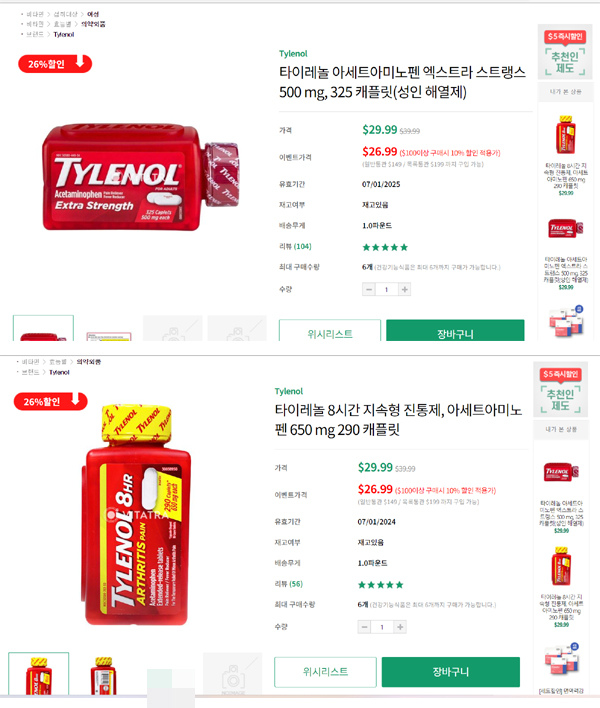 비타민 > 섭취대상 > 여성
비타민 > 효능별 > 의약외품
브랜드 > Tylenol
26%할인
TYLENOL
FOR ADULTS
Acetaminophen
Pain Reliever
Fever Reducer
Extra Strength
325 Caplets
500 mg each
Tylenol
타이레놀 아세트아미노펜 엑스트라 스트랭스
500 mg, 325 캐플릿(성인 해열제)
가격 $29.99 $39.99
이벤트가격 $26.99 ($100이상 구매시 10% 할인 적용가)
(일반통관 $149 / 목록통관 $199 까지 구입 가능)
유효기간 07/01/2025
재고여부 재고있음
배송무게 1.0파운드
리뷰 (104)
최대 구매수량 6개 (건강기능식품은 최대 6개까지 구매가 가능합니다.)
수량 - 1 +
위시리스트 장바구니
$5즉시할인
추천인
제도
내가 본 상품
타이레놀 8시간 지
속형 진통제, 아세트
아미노펜 650 mg
290 캐플릿
$29.99
타이레놀 아세트아
미노펜 엑스트라 스
트랭스 500 mg, 325
캐플릿(성인 해열제)
$29.99
비타민 > 효능별 > 의약외품
브랜드 > Tylenol
26%할인
TYLENOL 8HR
ARTHRITIS PAIN
Acetaminophen
Extended-release tablets
Pain Reliever / Fever Reducer
290 Caplets
650 mg each
Tylenol
타이레놀 8시간 지속형 진통제, 아세트아미노
펜 650 mg 290 캐플릿
가격 $29.99 $39.99
이벤트가격 $26.99 ($100이상 구매시 10% 할인 적용가)
(일반통관 $149 / 목록통관 $199 까지 구입 가능)
유효기간 07/01/2024
재고여부 재고있음
배송무게 1.0파운드
리뷰 (56)
최대 구매수량 6개 (건강기능식품은 최대 6개까지 구매가 가능합니다.)
수량 - 1 +
위시리스트 장바구니
$5즉시할인
추천인
제도
내가 본 상품
타이레놀 아세트아
미노펜 엑스트라 스
트랭스 500 mg, 325
캐플릿(성인 해열제)
$29.99
타이레놀 8시간 지
속형 진통제, 아세트
아미노펜 650 mg
290 캐플릿
$29.99